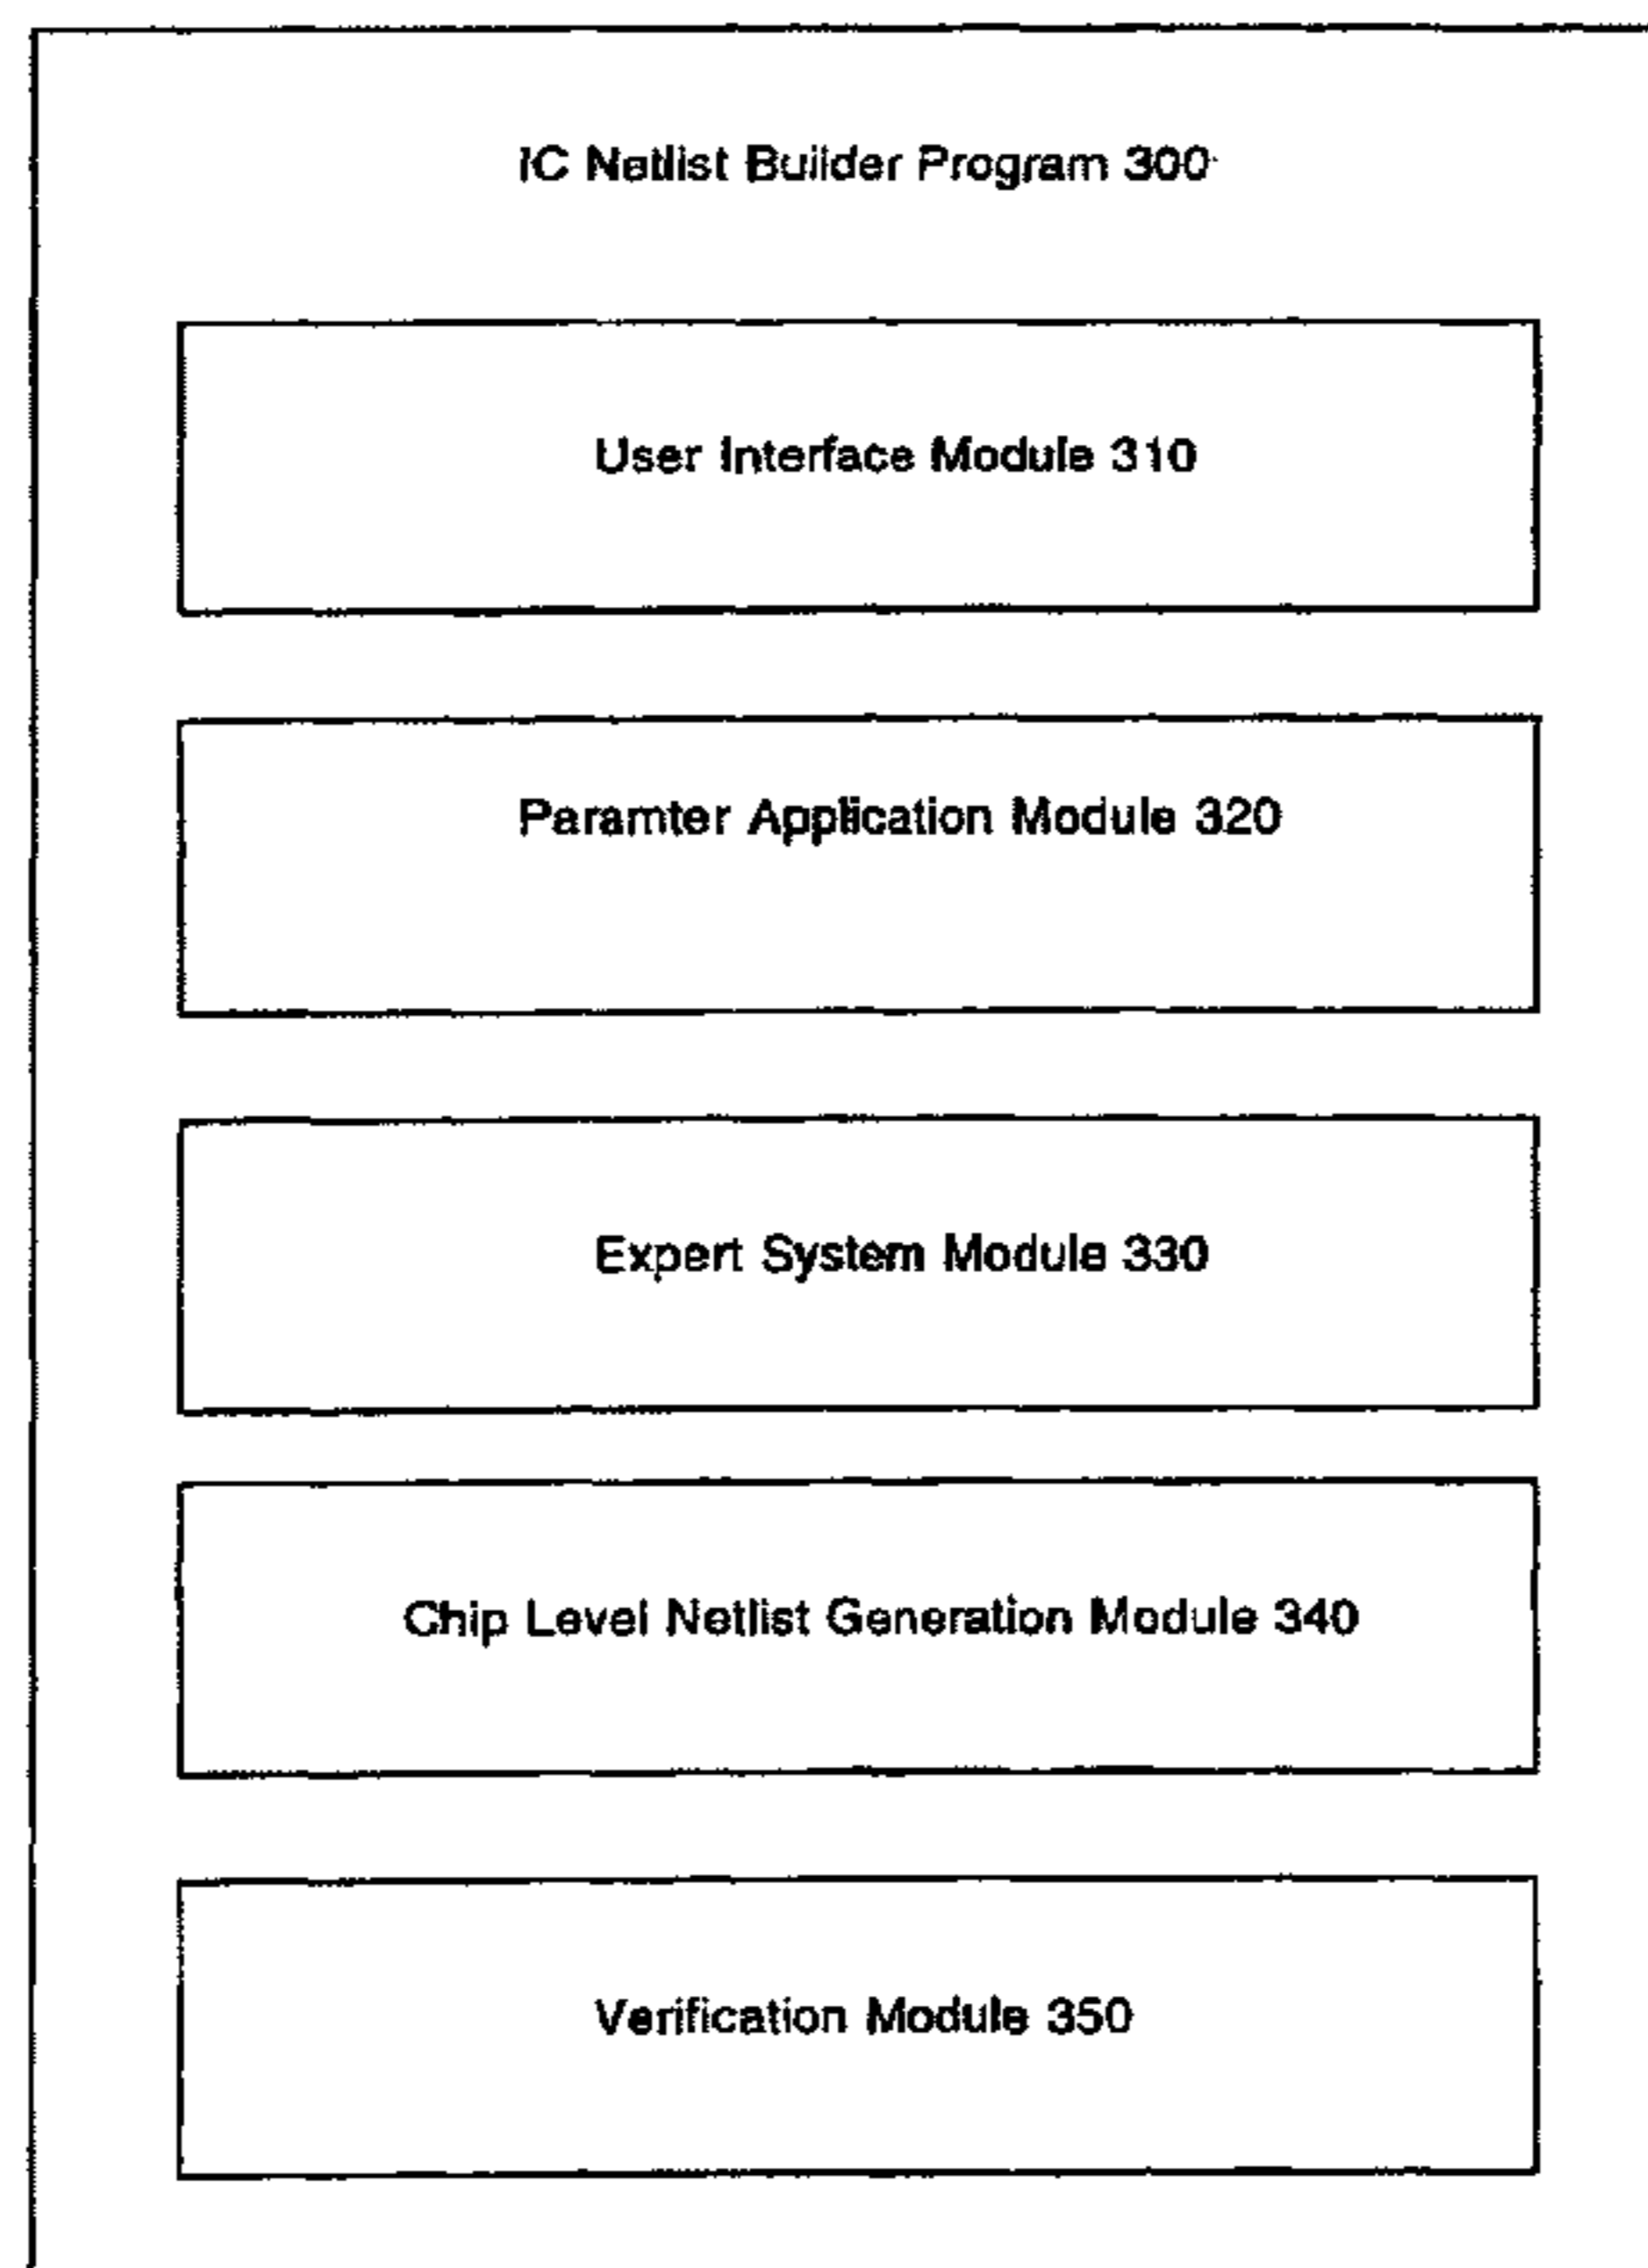 IC Netlist Builder Program 300
User Interface Module 310
Paramter Application Module 320
Expert System Module 330
Chip Level Netlist Generation Module 340
Verification Module 350